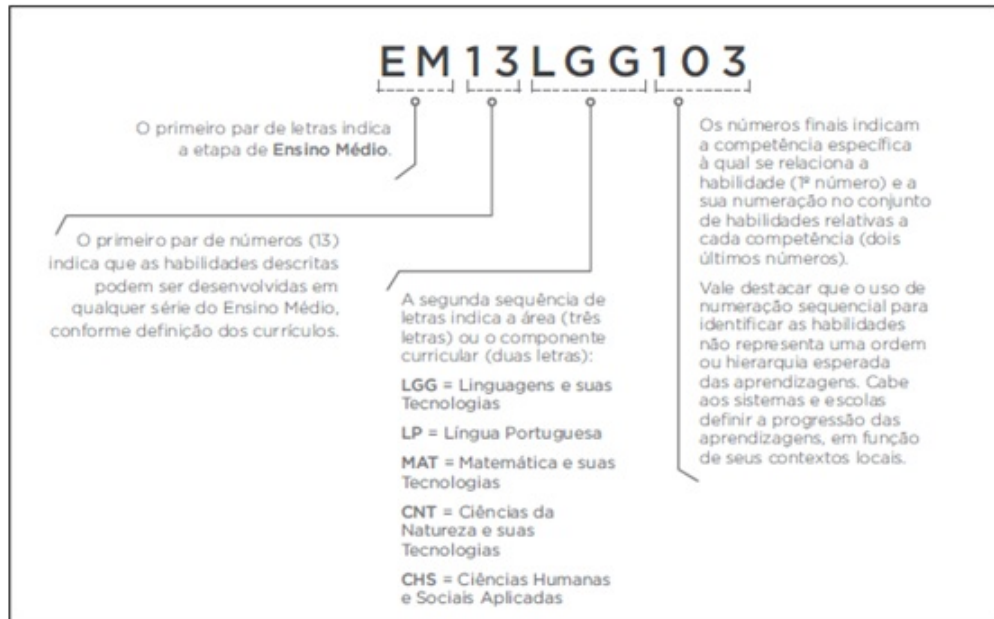 EM13LGG103
O primeiro par de letras indica
a etapa de Ensino Médio.
O primeiro par de números (13)
indica que as habilidades descritas
podem ser desenvolvidas em
qualquer série do Ensino Médio,
conforme definição dos currículos.
A segunda sequência de
letras indica a área (três
letras) ou o componente
curricular (duas letras):
LGG = Linguagens e suas
Tecnologias
LP = Língua Portuguesa
MAT = Matemática e suas
Tecnologias
CNT = Ciências da
Natureza e suas
Tecnologias
CHS = Ciências Humanas
e Sociais Aplicadas
Os números finais indicam
a competência específica
à qual se relaciona a
habilidade (1º número) e a
sua numeração no conjunto
de habilidades relativas a
cada competência (dois
últimos números).
Vale destacar que o uso de
numeração sequencial para
identificar as habilidades
não representa uma ordem
ou hierarquia esperada
das aprendizagens. Cabe
aos sistemas e escolas
definir a progressão das
aprendizagens, em função
de seus contextos locais.